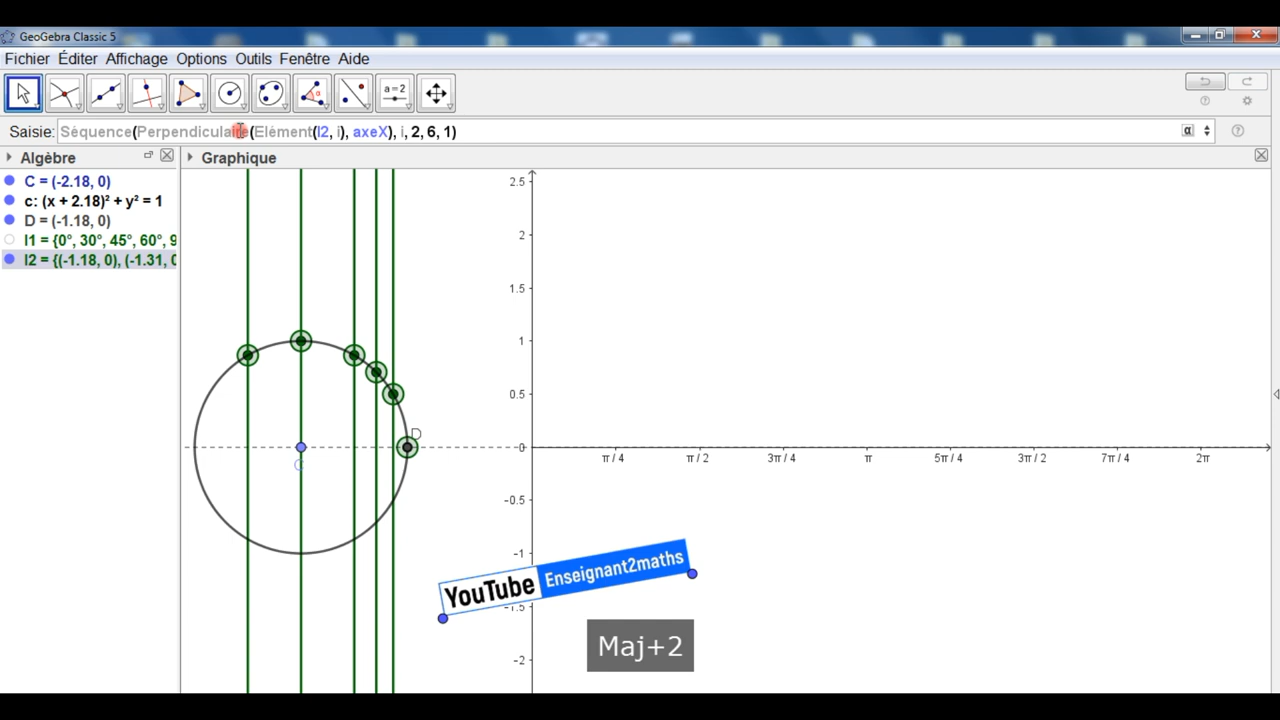 GeoGebra Classic 5
Fichier Éditer Affichage Options Outils Fenêtre Aide
a = 2
Saisie: Séquence(Perpendiculaire(Elément(l2, i), axeX), i, 2, 6, 1) α
Algèbre
Graphique
C = (-2.18, 0)
c: (x + 2.18)² + y² = 1
D = (-1.18, 0)
l1 = {0°, 30°, 45°, 60°, 9
l2 = {(-1.18, 0), (-1.31, 0
2.5
2
1.5
1
0.5
D
0
C
π / 4 π / 2 3π / 4 π 5π / 4 3π / 2 7π / 4 2π
-0.5
-1
YouTube Enseignant2maths
-1.5
Maj+2
-2